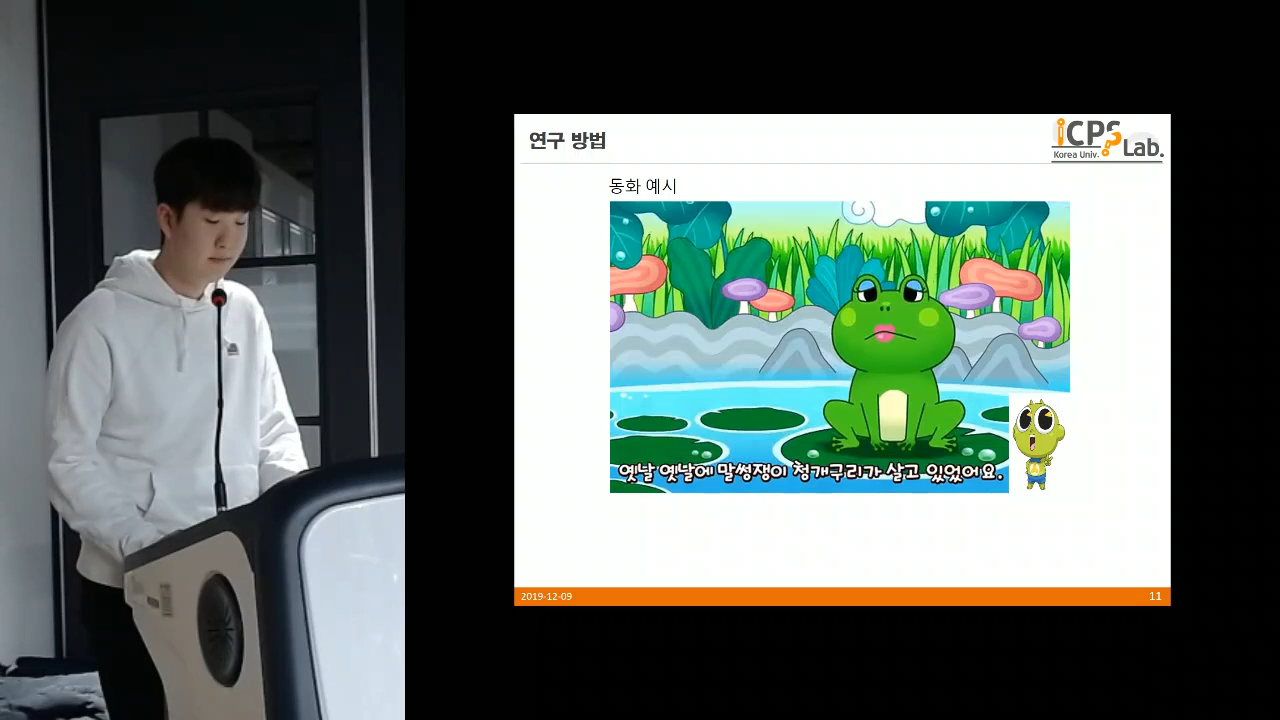 연구 방법
iCPS Lab.
Korea Univ.
동화 예시
옛날 옛날에 말썽쟁이 청개구리가 살고 있었어요.
2019-12-09
11